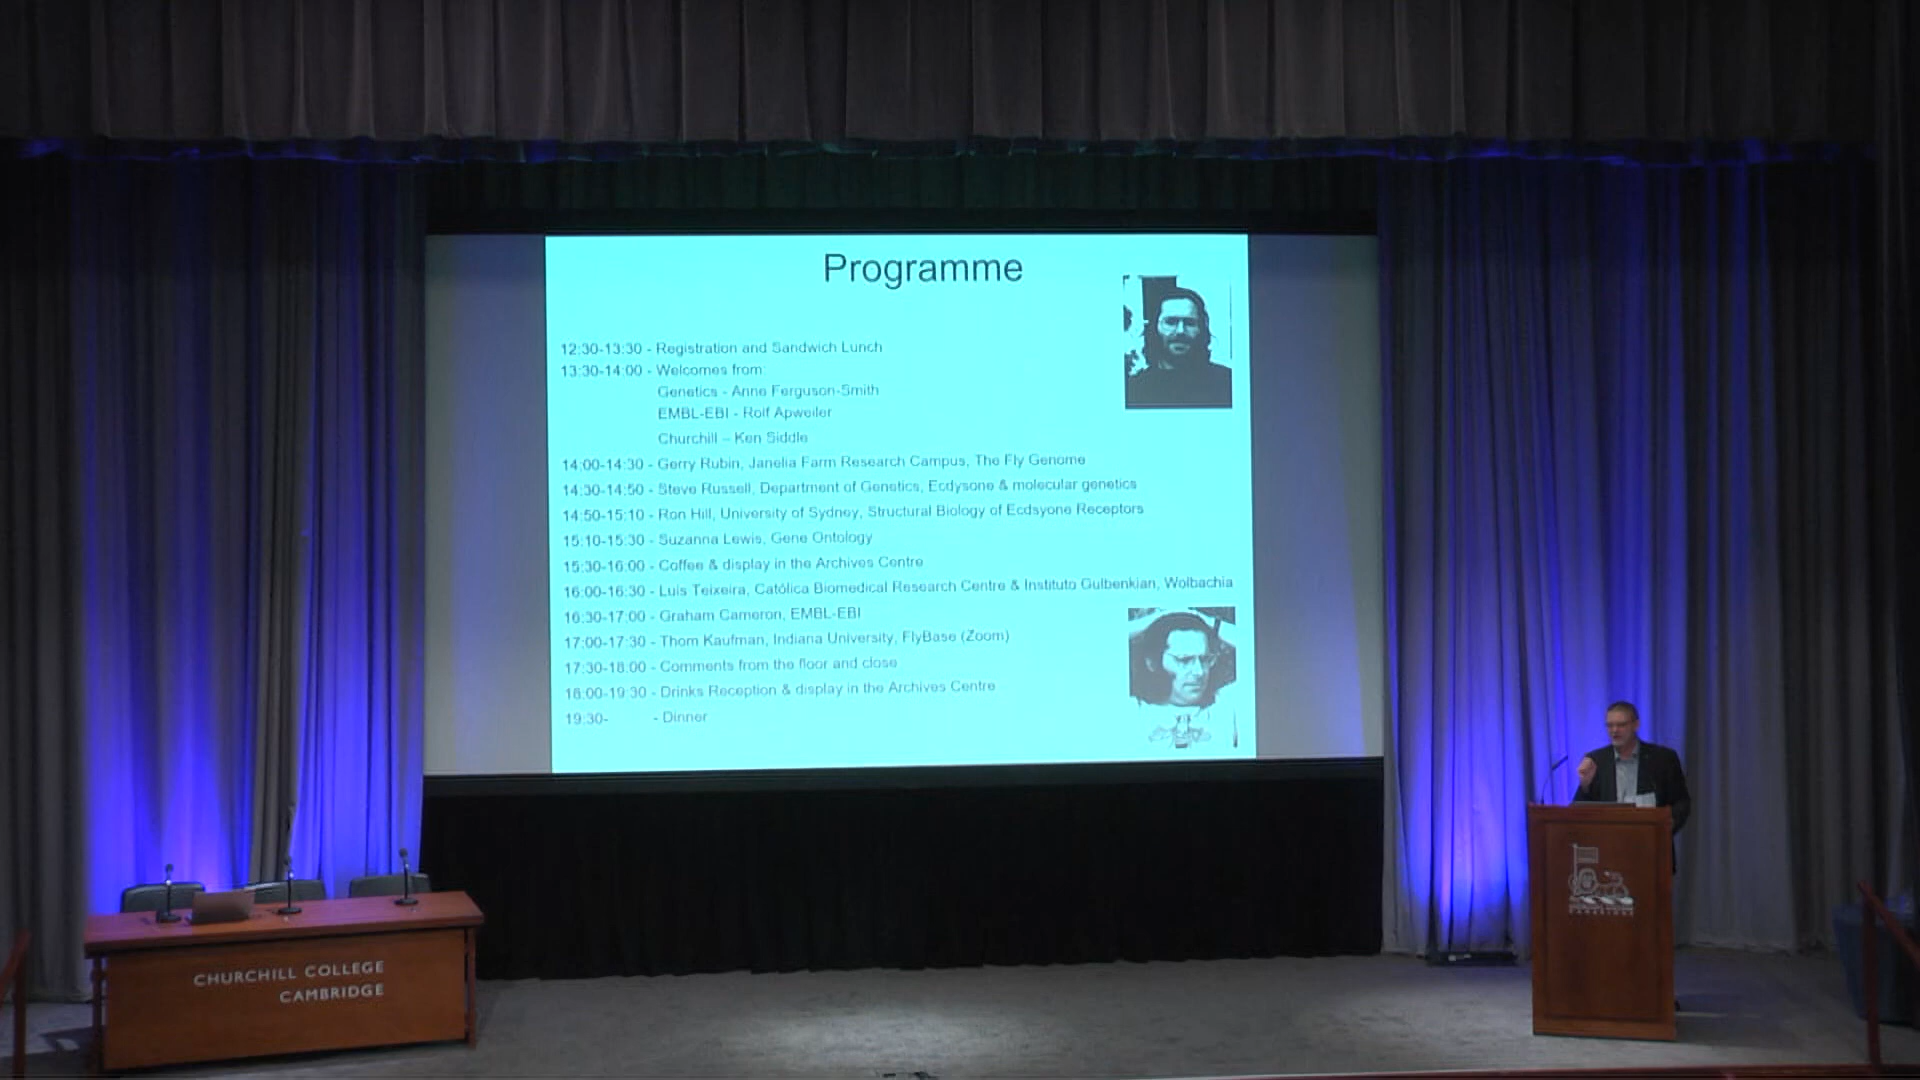 Programme
12:30-13:30 - Registration and Sandwich Lunch
13:30-14:00 - Welcomes from:
Genetics - Anne Ferguson-Smith
EMBL-EBI - Rolf Apweiler
Churchill – Ken Siddle
14:00-14:30 - Gerry Rubin, Janelia Farm Research Campus, The Fly Genome
14:30-14:50 - Steve Russell, Department of Genetics, Ecdysone & molecular genetics
14:50-15:10 - Ron Hill, University of Sydney, Structural Biology of Ecdsyone Receptors
15:10-15:30 - Suzanna Lewis, Gene Ontology
15:30-16:00 - Coffee & display in the Archives Centre
16:00-16:30 - Luis Teixeira, Católica Biomedical Research Centre & Instituto Gulbenkian, Wolbachia
16:30-17:00 - Graham Cameron, EMBL-EBI
17:00-17:30 - Thom Kaufman, Indiana University, FlyBase (Zoom)
17:30-18:00 - Comments from the floor and close
18:00-19:30 - Drinks Reception & display in the Archives Centre
19:30- - Dinner
CHURCHILL COLLEGE
CAMBRIDGE
CAMBRIDGE